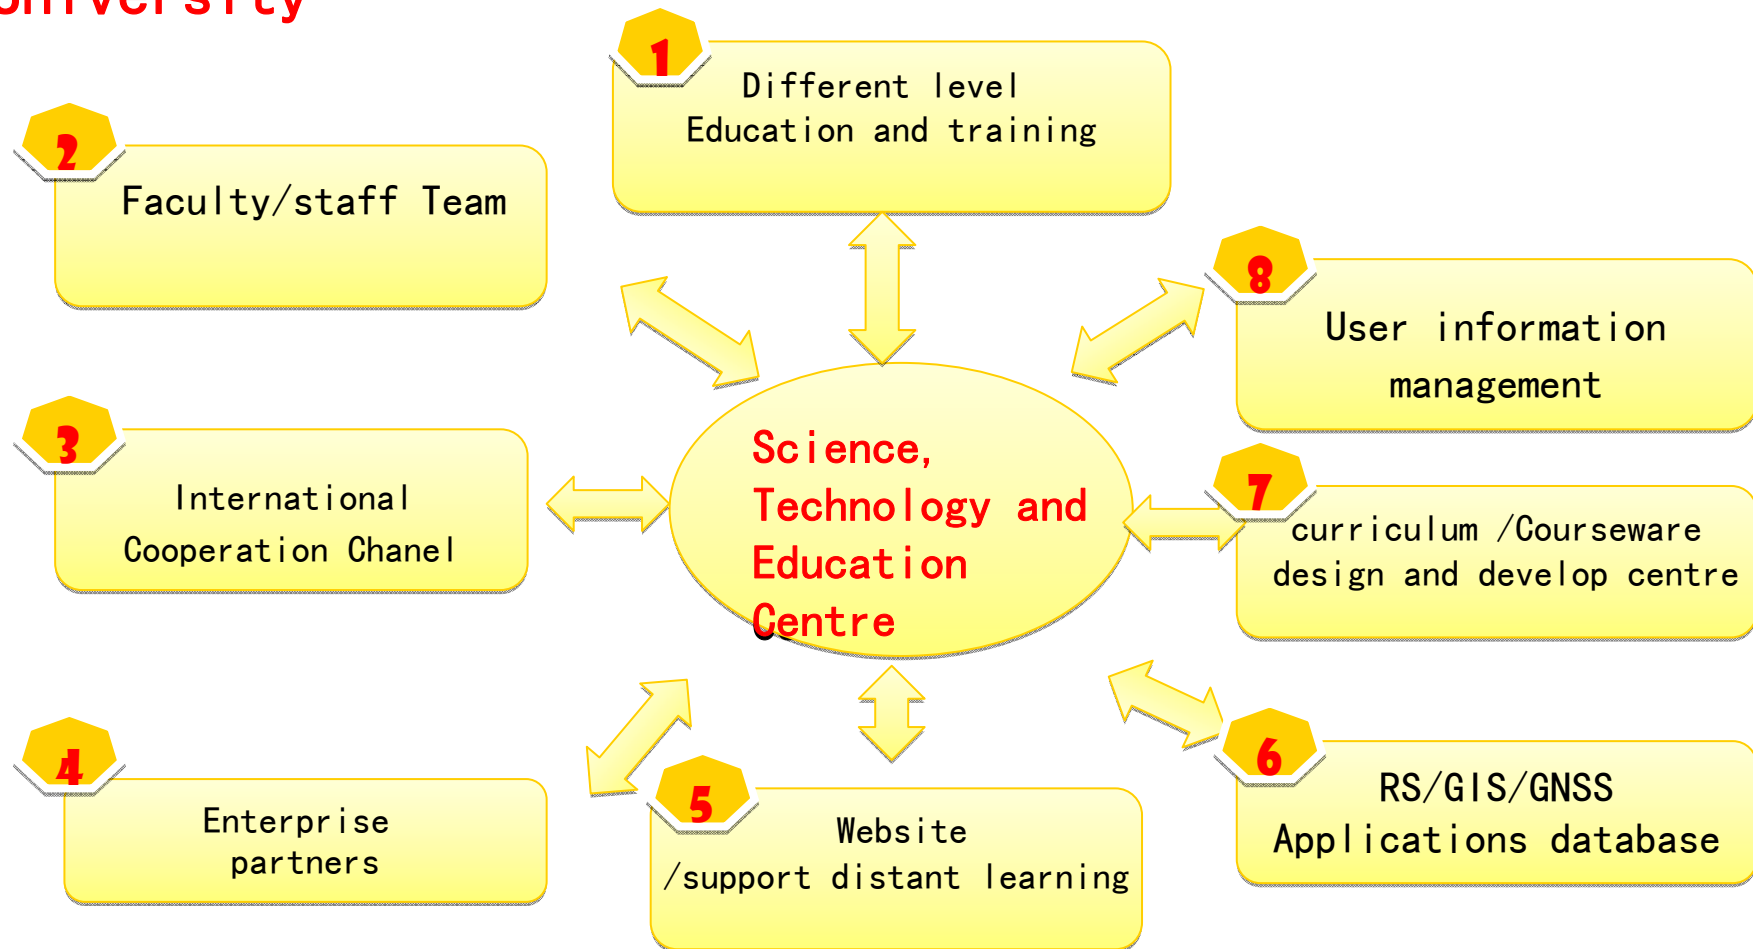 University
1
Different level
Education and training
2
Faculty/staff Team
3
International
Cooperation Chanel
4
Enterprise
partners
5
Website
/support distant learning
6
RS/GIS/GNSS
Applications database
7
curriculum /Courseware
design and develop centre
8
User information
management
Science,
Technology and
Education
Centre